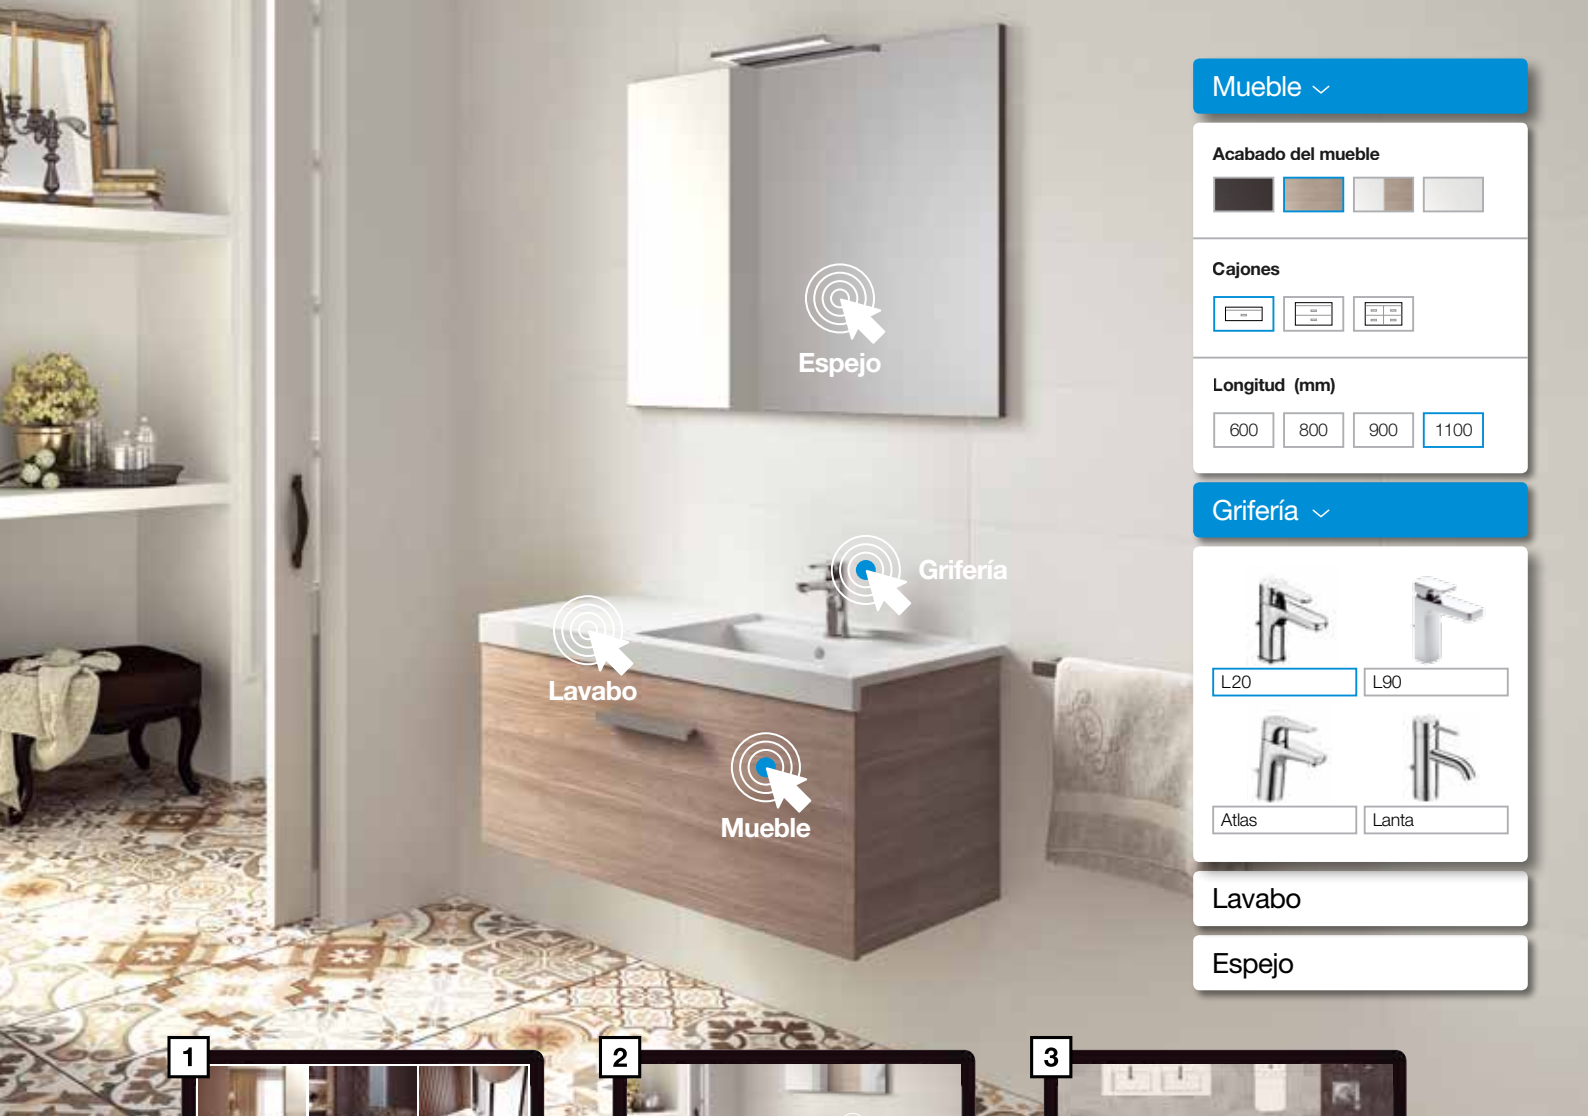 Mueble
Acabado del mueble
Cajones
Longitud (mm)
600 800 900 1100
Grifería
L20 L90
Atlas Lanta
Lavabo
Espejo
Espejo
Grifería
Lavabo
Mueble
1 2 3